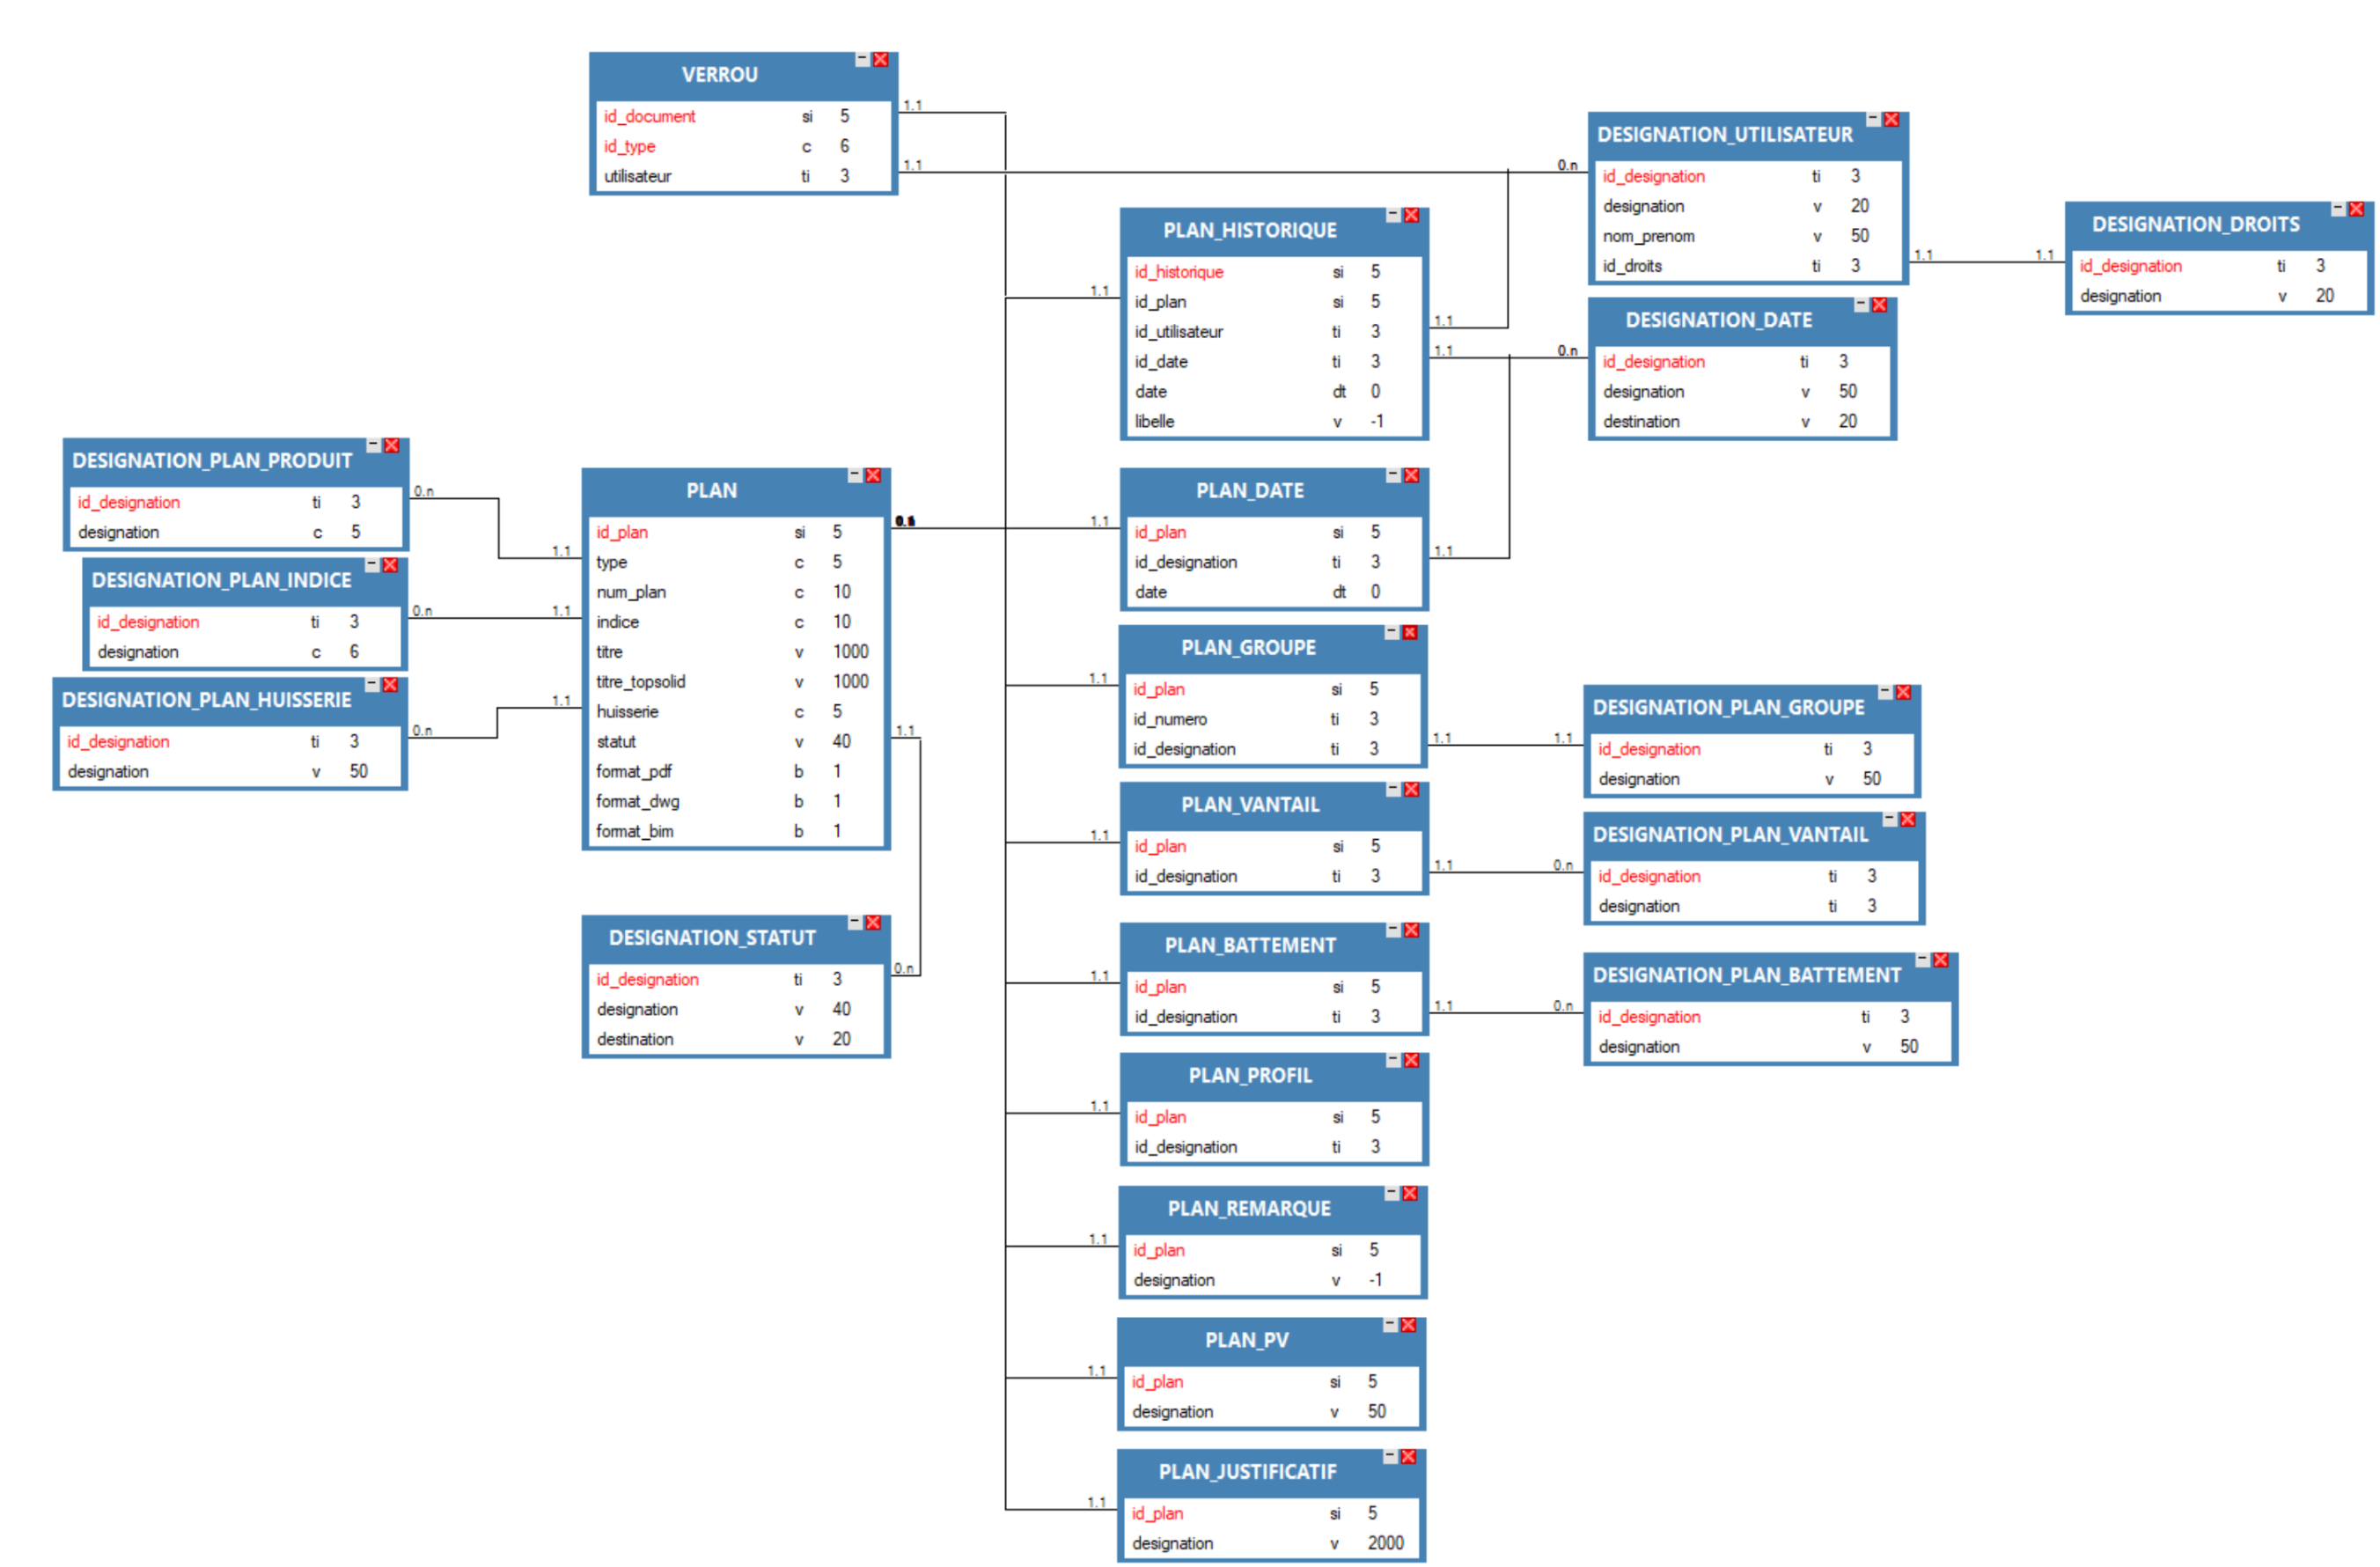 VERROU
id_document si 5
id_type c 6
utilisateur ti 3
1.1
1.1
DESIGNATION_UTILISATEUR
0.n
id_designation ti 3
designation v 20
nom_prenom v 50
id_droits ti 3
1.1
1.1
DESIGNATION_DROITS
id_designation ti 3
designation v 20
PLAN_HISTORIQUE
1.1
id_historique si 5
id_plan si 5
id_utilisateur ti 3
id_date ti 3
date dt 0
libelle v -1
1.1
1.1
0.n
DESIGNATION_DATE
id_designation ti 3
designation v 50
destination v 20
DESIGNATION_PLAN_PRODUIT
id_designation ti 3
designation c 5
0.n
1.1
DESIGNATION_PLAN_INDICE
id_designation ti 3
designation c 6
0.n
1.1
DESIGNATION_PLAN_HUISSERIE
id_designation ti 3
designation v 50
0.n
1.1
PLAN
id_plan si 5
type c 5
num_plan c 10
indice c 10
titre v 1000
titre_topsolid v 1000
huisserie c 5
statut v 40
format_pdf b 1
format_dwg b 1
format_bim b 1
1.1
DESIGNATION_STATUT
id_designation ti 3
designation v 40
destination v 20
0.n
PLAN_DATE
1.1
id_plan si 5
id_designation ti 3
date dt 0
1.1
PLAN_GROUPE
1.1
id_plan si 5
id_numero ti 3
id_designation ti 3
1.1
1.1
DESIGNATION_PLAN_GROUPE
id_designation ti 3
designation v 50
PLAN_VANTAIL
1.1
id_plan si 5
id_designation ti 3
1.1
0.n
DESIGNATION_PLAN_VANTAIL
id_designation ti 3
designation ti 3
PLAN_BATTEMENT
1.1
id_plan si 5
id_designation ti 3
1.1
0.n
DESIGNATION_PLAN_BATTEMENT
id_designation ti 3
designation v 50
PLAN_PROFIL
1.1
id_plan si 5
id_designation ti 3
PLAN_REMARQUE
1.1
id_plan si 5
designation v -1
PLAN_PV
1.1
id_plan si 5
designation v 50
PLAN_JUSTIFICATIF
1.1
id_plan si 5
designation v 2000